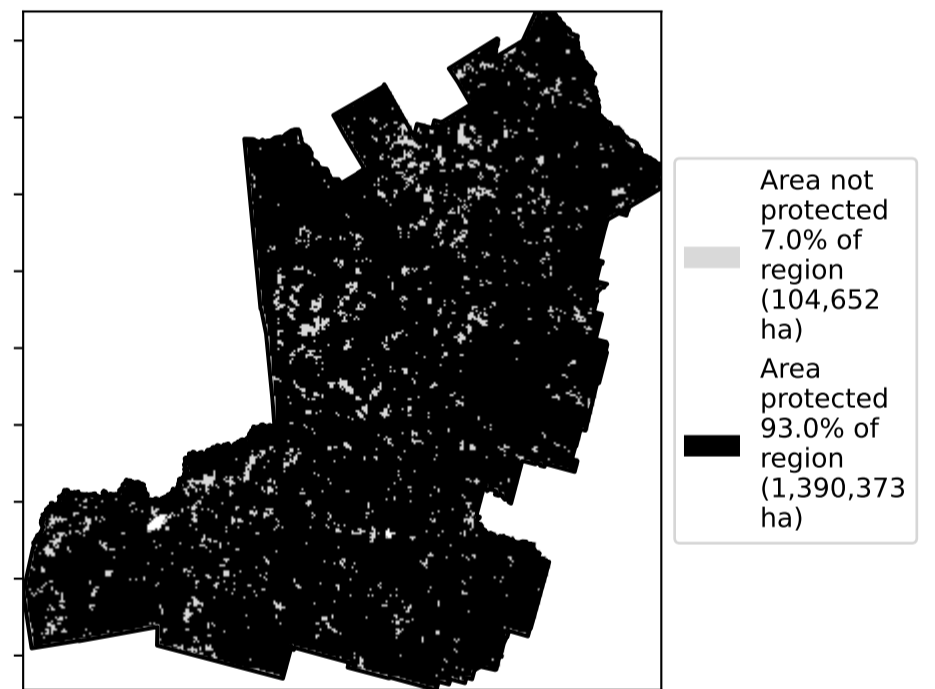 Area not
protected
7.0% of
region
(104,652
ha)
Area
protected
93.0% of
region
(1,390,373
ha)